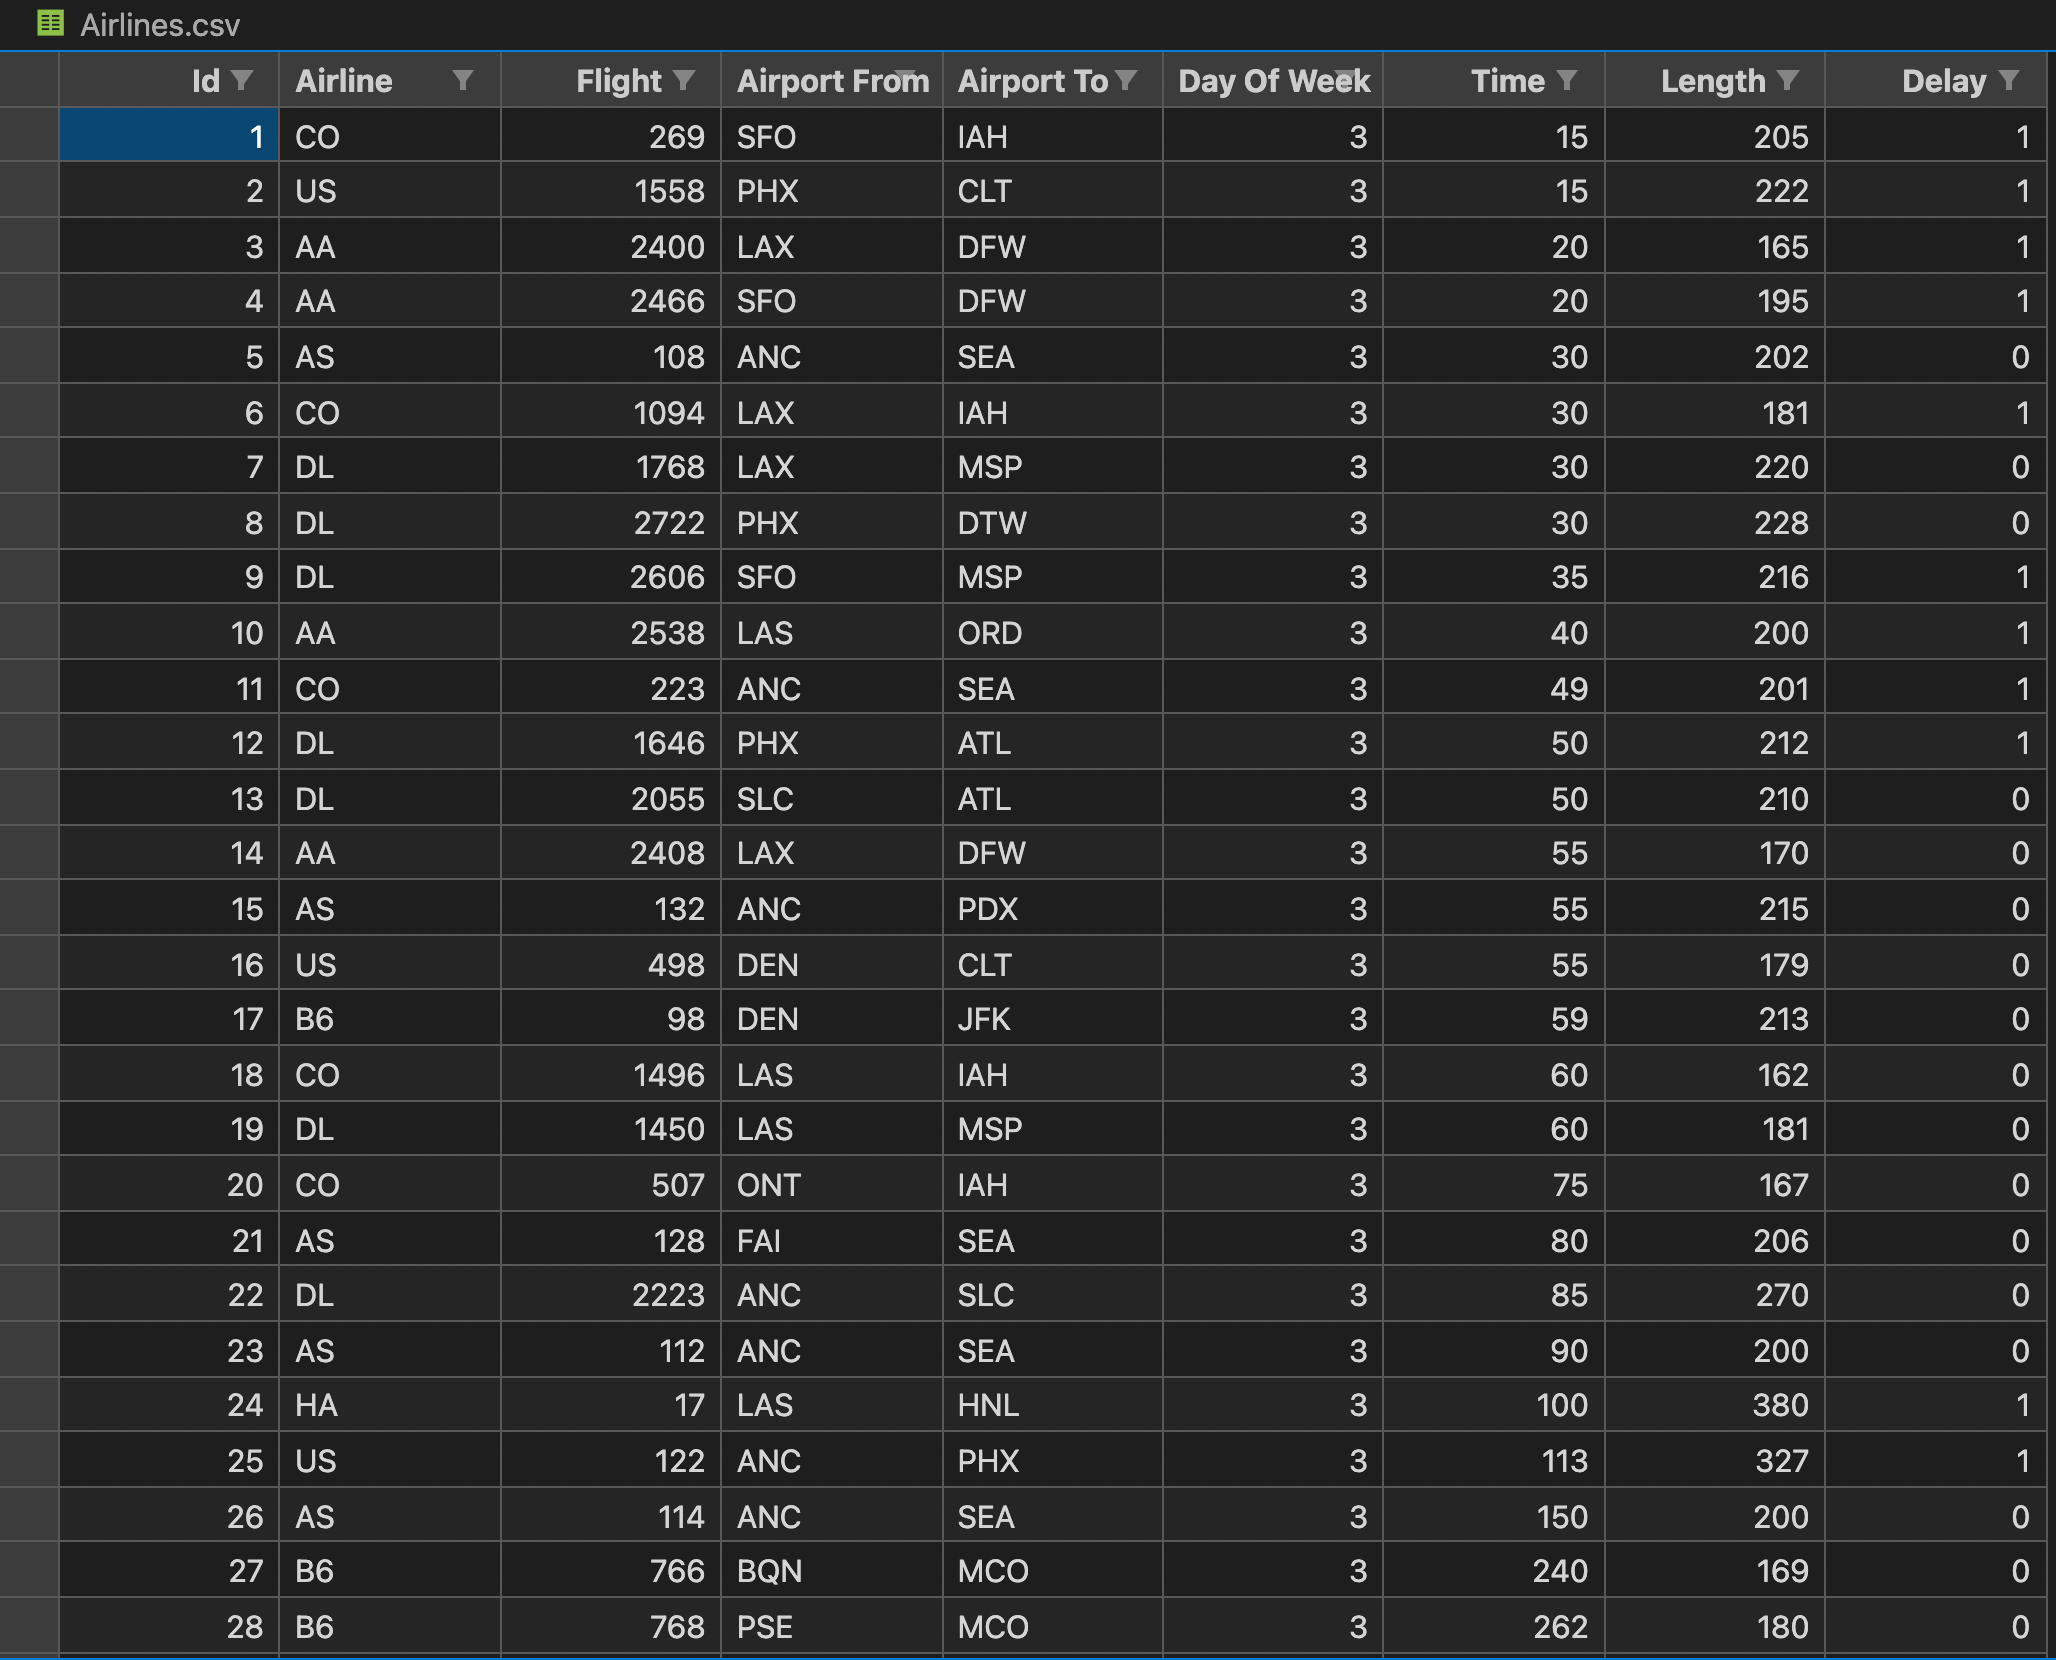 Airlines.csv
Id Airline Flight Airport From Airport To Day Of Week Time Length Delay
1 CO 269 SFO IAH 3 15 205 1
2 US 1558 PHX CLT 3 15 222 1
3 AA 2400 LAX DFW 3 20 165 1
4 AA 2466 SFO DFW 3 20 195 1
5 AS 108 ANC SEA 3 30 202 0
6 CO 1094 LAX IAH 3 30 181 1
7 DL 1768 LAX MSP 3 30 220 0
8 DL 2722 PHX DTW 3 30 228 0
9 DL 2606 SFO MSP 3 35 216 1
10 AA 2538 LAS ORD 3 40 200 1
11 CO 223 ANC SEA 3 49 201 1
12 DL 1646 PHX ATL 3 50 212 1
13 DL 2055 SLC ATL 3 50 210 0
14 AA 2408 LAX DFW 3 55 170 0
15 AS 132 ANC PDX 3 55 215 0
16 US 498 DEN CLT 3 55 179 0
17 B6 98 DEN JFK 3 59 213 0
18 CO 1496 LAS IAH 3 60 162 0
19 DL 1450 LAS MSP 3 60 181 0
20 CO 507 ONT IAH 3 75 167 0
21 AS 128 FAI SEA 3 80 206 0
22 DL 2223 ANC SLC 3 85 270 0
23 AS 112 ANC SEA 3 90 200 0
24 HA 17 LAS HNL 3 100 380 1
25 US 122 ANC PHX 3 113 327 1
26 AS 114 ANC SEA 3 150 200 0
27 B6 766 BQN MCO 3 240 169 0
28 B6 768 PSE MCO 3 262 180 0